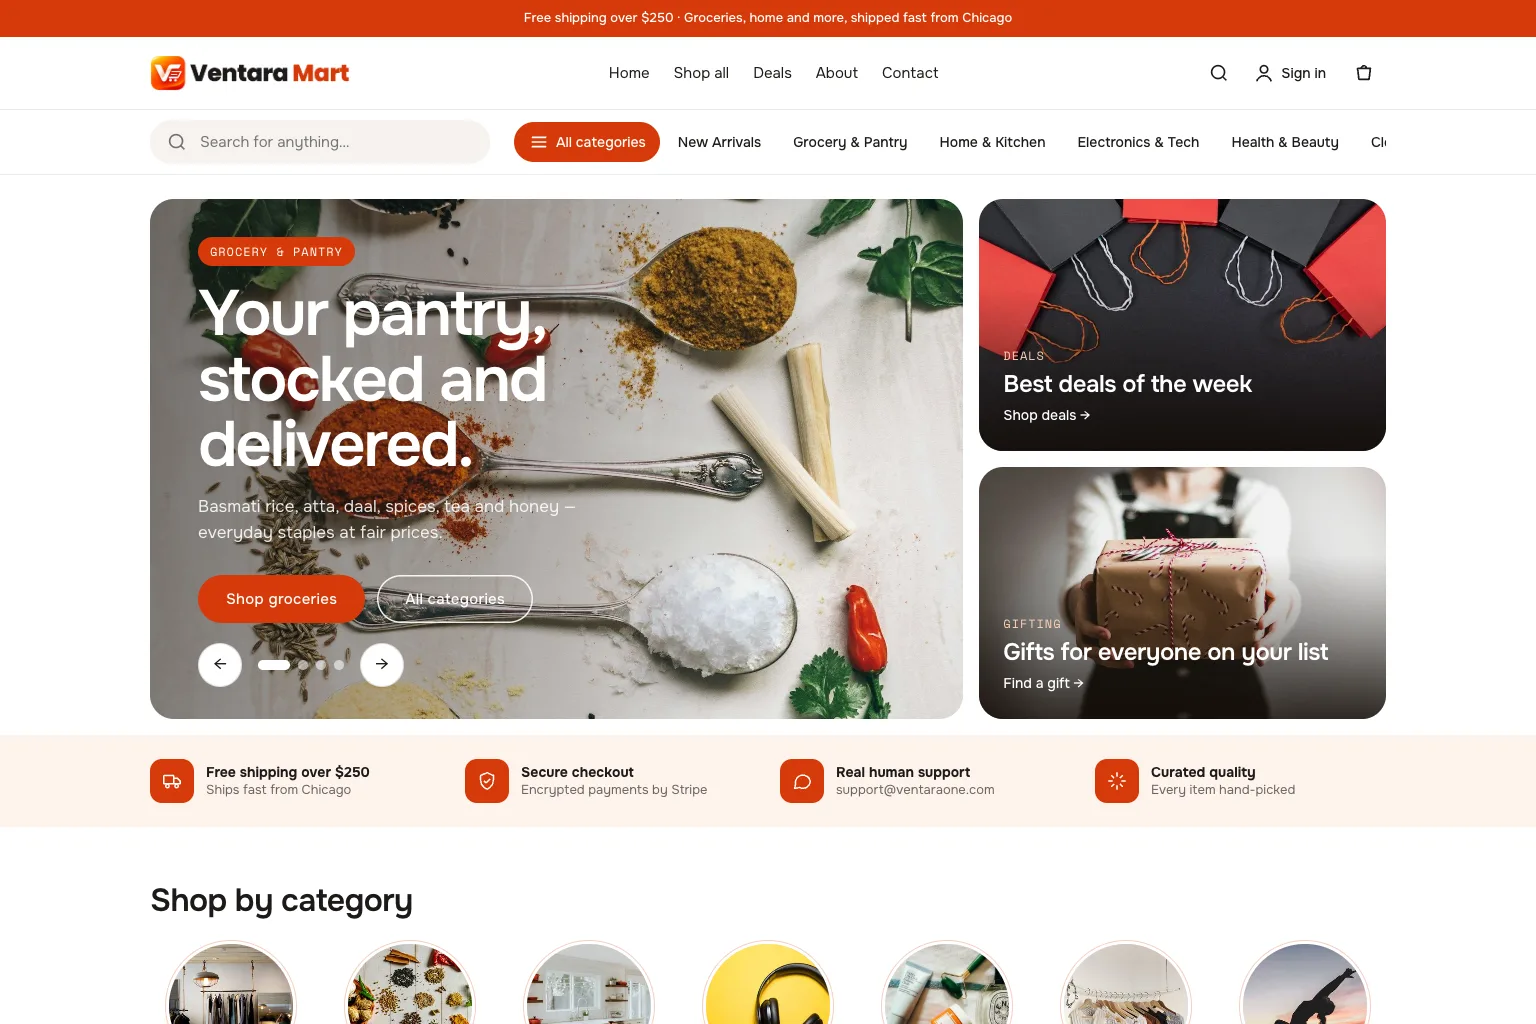 Free shipping over $250 · Groceries, home and more, shipped fast from Chicago
Ventara Mart
Home
Shop all
Deals
About
Contact
Sign in
Search for anything...
All categories
New Arrivals
Grocery & Pantry
Home & Kitchen
Electronics & Tech
Health & Beauty
GROCERY & PANTRY
Your pantry,
stocked and
delivered.
Basmati rice, atta, daal, spices, tea and honey —
everyday staples at fair prices.
Shop groceries
All categories
DEALS
Best deals of the week
Shop deals →
GIFTING
Gifts for everyone on your list
Find a gift →
Free shipping over $250
Ships fast from Chicago
Secure checkout
Encrypted payments by Stripe
Real human support
support@ventaraone.com
Curated quality
Every item hand-picked
Shop by category